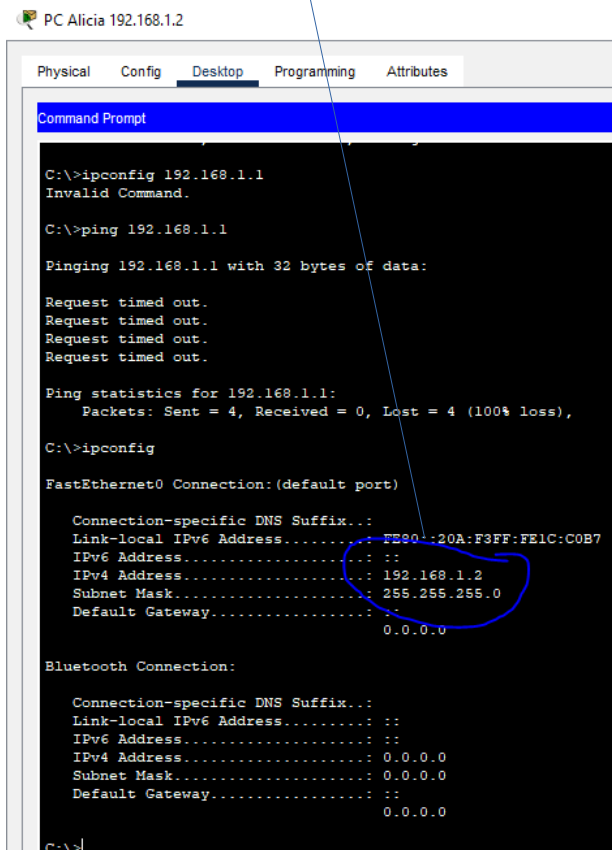 PC Alicia 192.168.1.2
Physical Config Desktop Programming Attributes
Command Prompt
C:\>ipconfig 192.168.1.1
Invalid Command.
C:\>ping 192.168.1.1
Pinging 192.168.1.1 with 32 bytes of data:
Request timed out.
Request timed out.
Request timed out.
Request timed out.
Ping statistics for 192.168.1.1:
Packets: Sent = 4, Received = 0, Lost = 4 (100% loss),
C:\>ipconfig
FastEthernet0 Connection:(default port)
Connection-specific DNS Suffix..:
Link-local IPv6 Address.........: FE80::20A:F3FF:FE1C:C0B7
IPv6 Address....................: ::
IPv4 Address....................: 192.168.1.2
Subnet Mask.....................: 255.255.255.0
Default Gateway.................: ::
0.0.0.0
Bluetooth Connection:
Connection-specific DNS Suffix..:
Link-local IPv6 Address.........: ::
IPv6 Address....................: ::
IPv4 Address....................: 0.0.0.0
Subnet Mask.....................: 0.0.0.0
Default Gateway.................: ::
0.0.0.0
C:\>